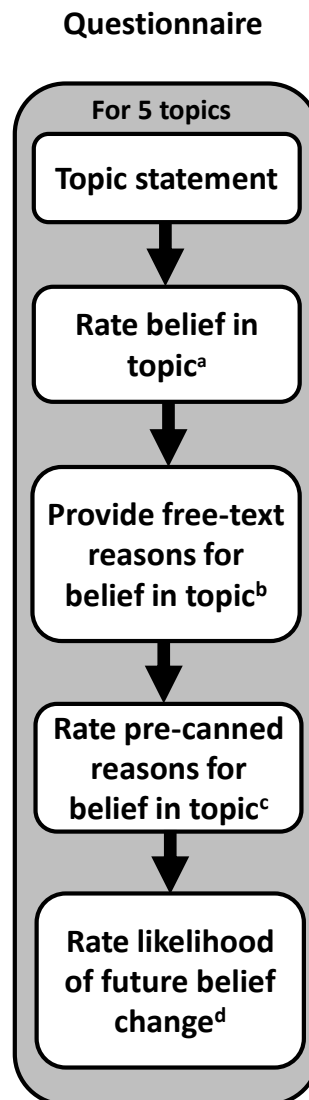 Questionnaire
For 5 topics
Topic statement
Rate belief in
topicᵃ
Provide free-text
reasons for
belief in topicᵇ
Rate pre-canned
reasons for
belief in topicᶜ
Rate likelihood
of future belief
changeᵈ